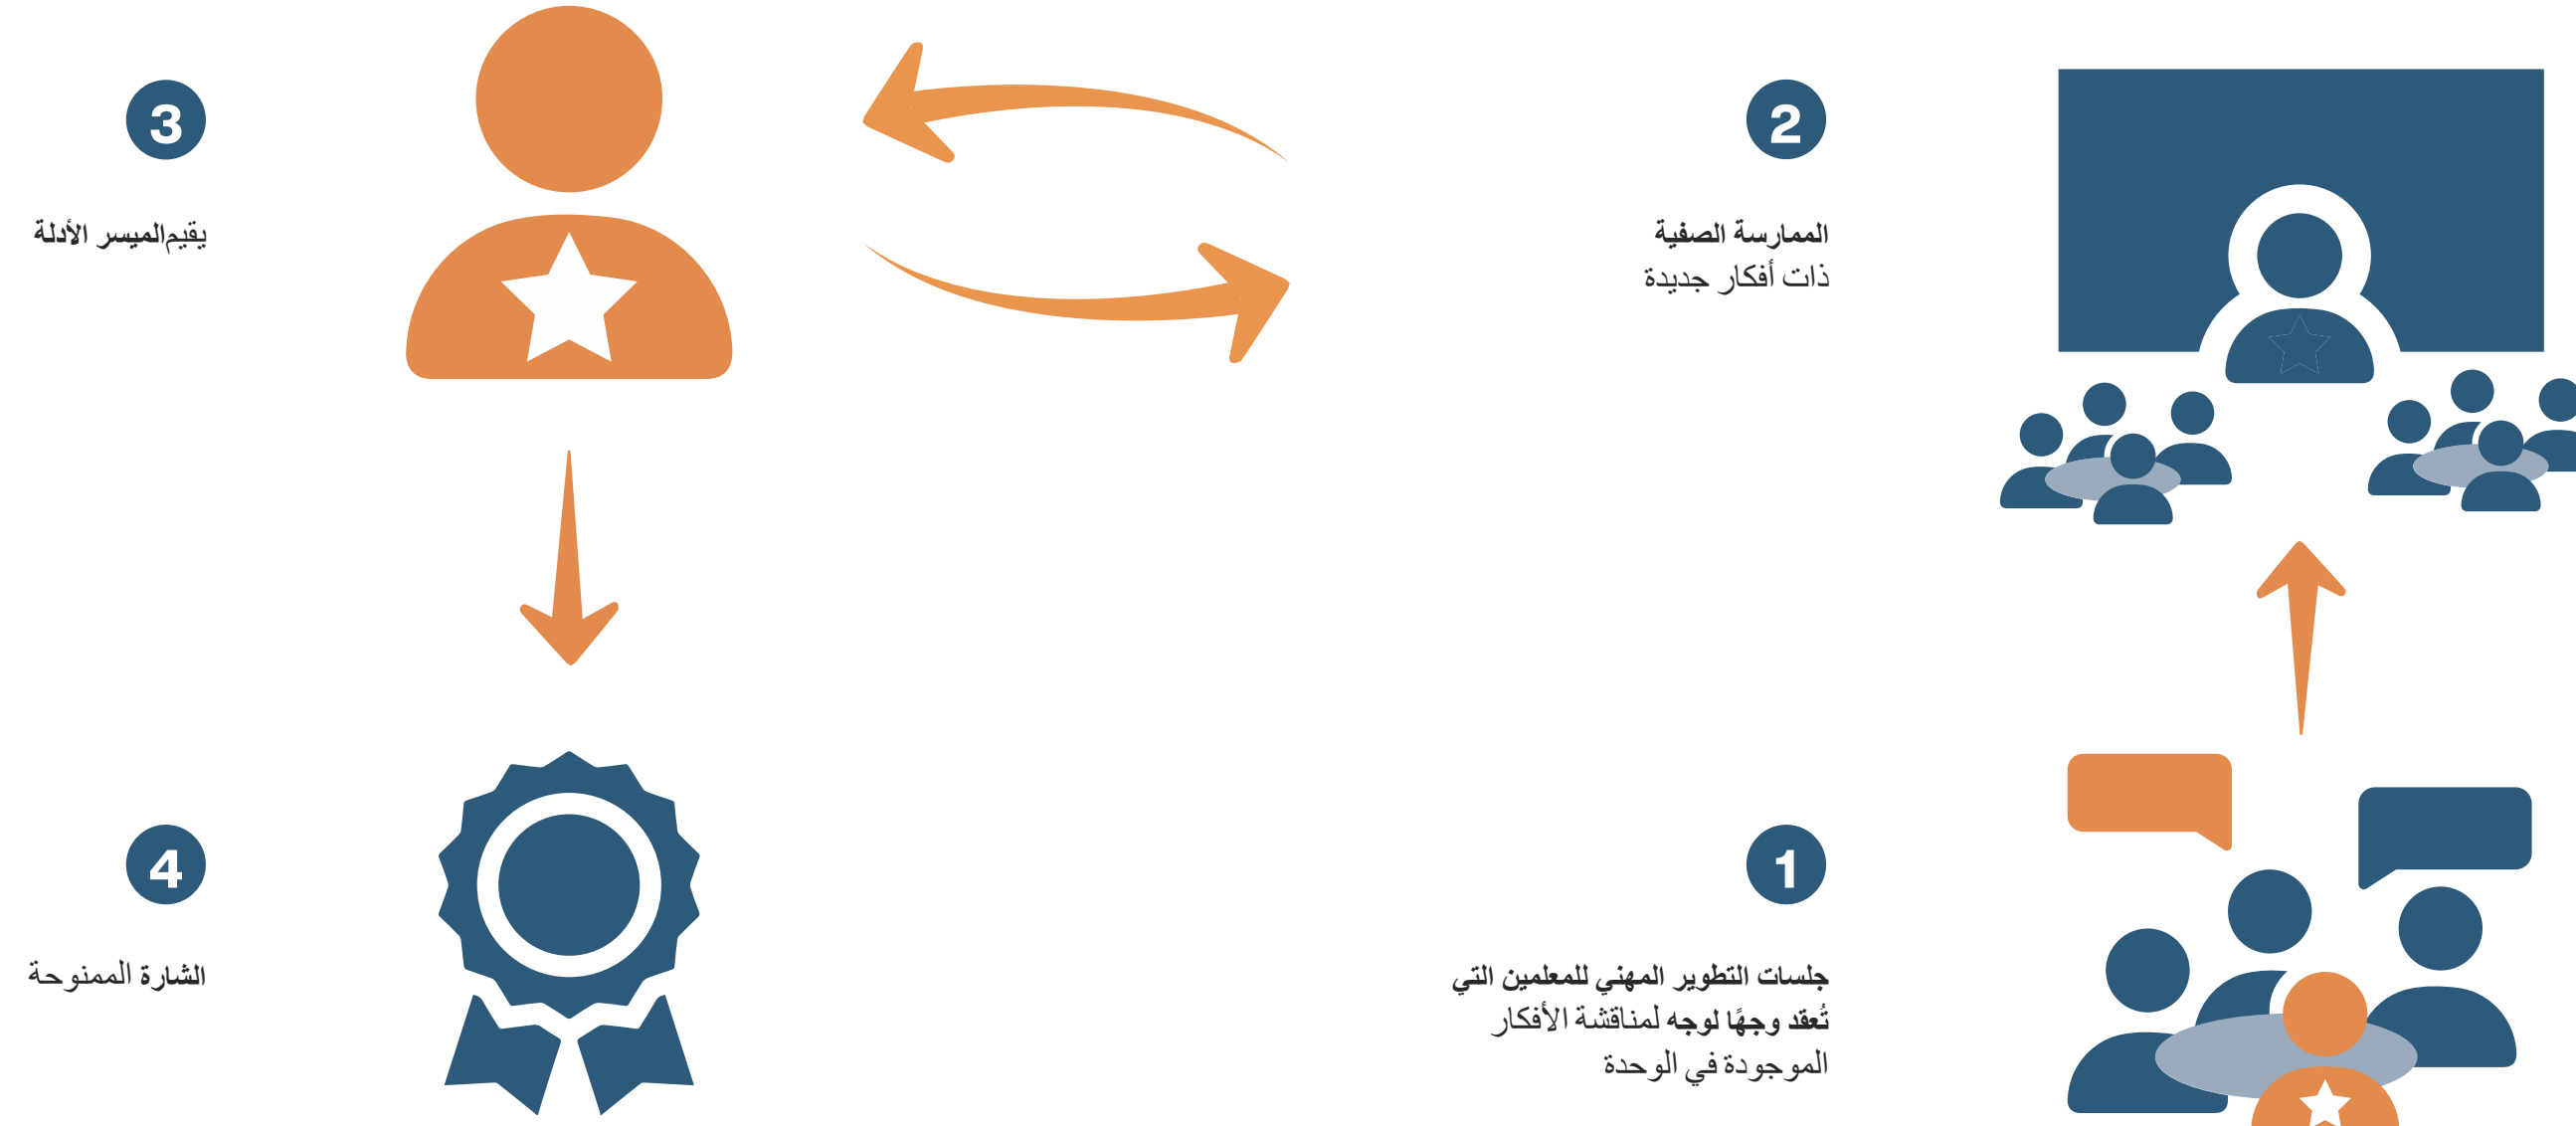 1
جلسات التطوير المهني للمعلمين التي
تُعقد وجهًا لوجه لمناقشة الأفكار
الموجودة في الوحدة
2
الممارسة الصفية
ذات أفكار جديدة
3
يقيمالميسر الأدلة
4
الشارة الممنوحة